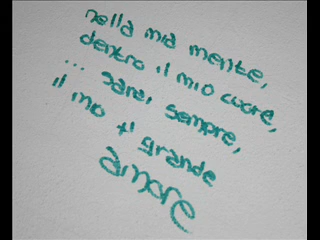 nella mia mente,
dentro il mio cuore,
... sarai sempre,
il mio + grande
amore